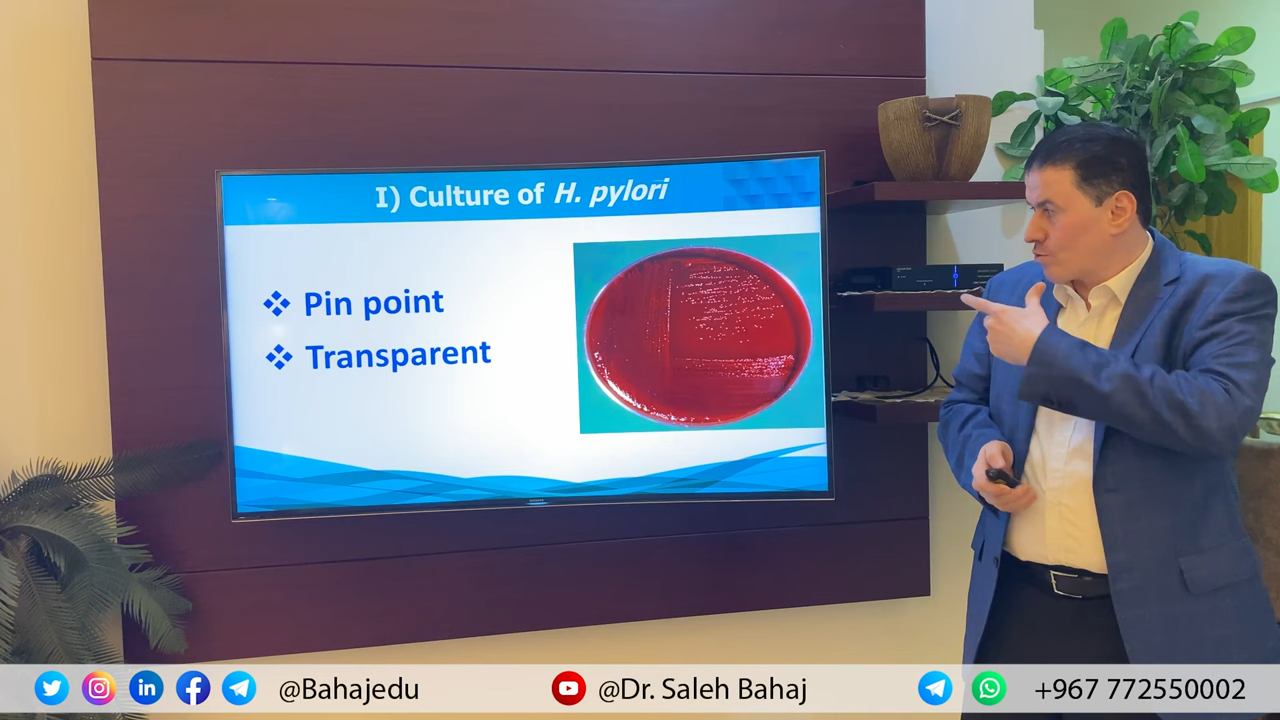 I) Culture of H. pylori
❖ Pin point
❖ Transparent
@Bahajedu
@Dr. Saleh Bahaj
+967 772550002